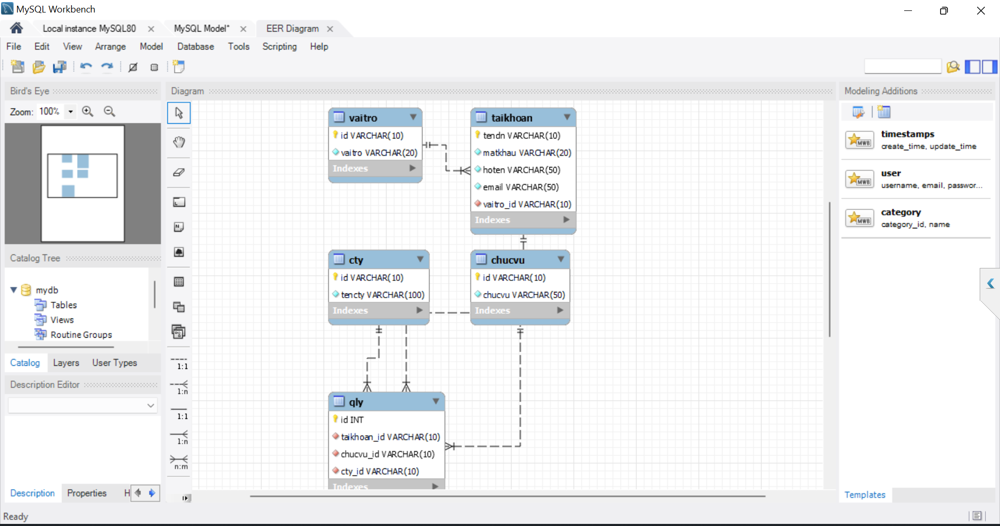 MySQL Workbench
Local instance MySQL80
MySQL Model*
EER Diagram
File Edit View Arrange Model Database Tools Scripting Help
Bird's Eye
Zoom: 100%
Catalog Tree
mydb
Tables
Views
Routine Groups
Catalog Layers User Types
Description Editor
Description Properties H
Ready
Diagram
1:1
1:n
1:1
1:n
n:m
vaitro
id VARCHAR(10)
vaitro VARCHAR(20)
Indexes
taikhoan
tendn VARCHAR(10)
matkhau VARCHAR(20)
hoten VARCHAR(50)
email VARCHAR(50)
vaitro_id VARCHAR(10)
Indexes
cty
id VARCHAR(10)
tencty VARCHAR(100)
Indexes
chucvu
id VARCHAR(10)
chucvu VARCHAR(50)
Indexes
qly
id INT
taikhoan_id VARCHAR(10)
chucvu_id VARCHAR(10)
cty_id VARCHAR(10)
Indexes
Modeling Additions
MWB
timestamps
create_time, update_time
MWB
user
username, email, passwor...
MWB
category
category_id, name
Templates